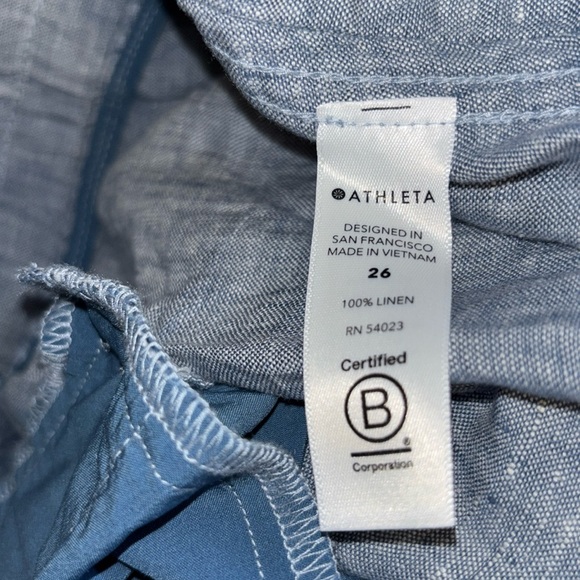 ATHLETA
DESIGNED IN
SAN FRANCISCO
MADE IN VIETNAM
26
100% LINEN
RN 54023
Certified
B
®
Corporation